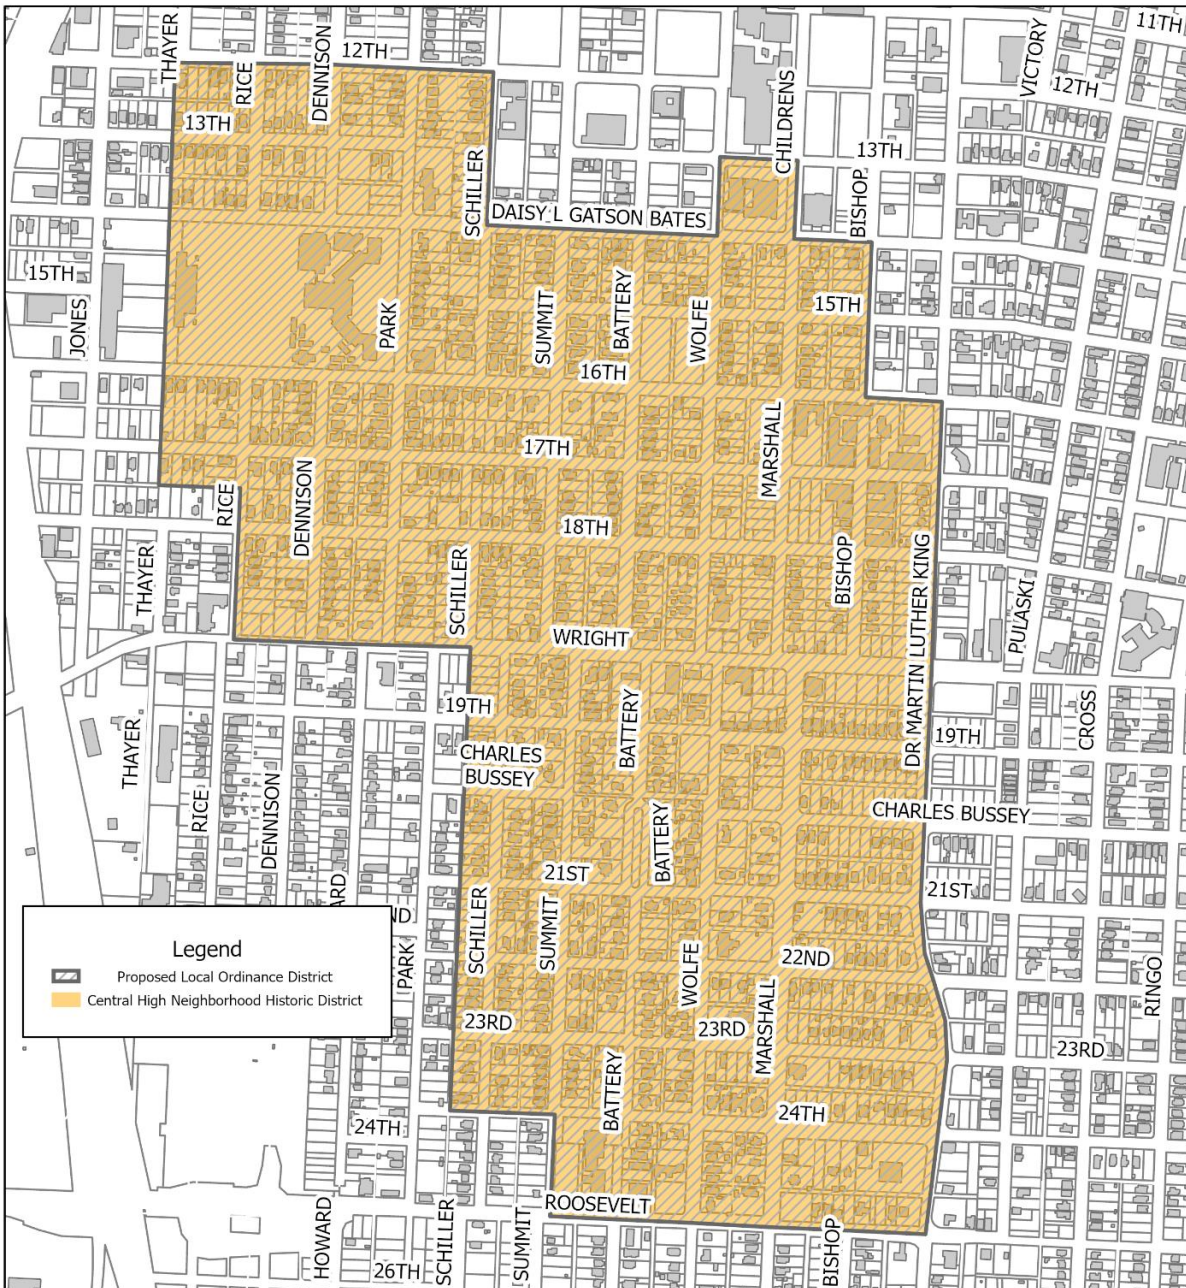 11TH
THAYER
RICE
DENNISON
12TH
CHILDRENS
VICTORY
12TH
13TH
13TH
SCHILLER
DAISY L GATSON BATES
BISHOP
15TH
JONES
PARK
SUMMIT
BATTERY
WOLFE
15TH
16TH
MARSHALL
17TH
RICE
DENNISON
18TH
THAYER
SCHILLER
BISHOP
DR MARTIN LUTHER KING
PULASKI
WRIGHT
19TH
BATTERY
19TH
CROSS
THAYER
CHARLES
BUSSEY
RICE
DENNISON
BATTERY
CHARLES BUSSEY
21ST
21ST
ARD
ND
PARK
SCHILLER
SUMMIT
WOLFE
22ND
RINGO
Legend
Proposed Local Ordinance District
Central High Neighborhood Historic District
23RD
23RD
MARSHALL
23RD
BATTERY
24TH
24TH
ROOSEVELT
HOWARD
SCHILLER
SUMMIT
BISHOP
26TH